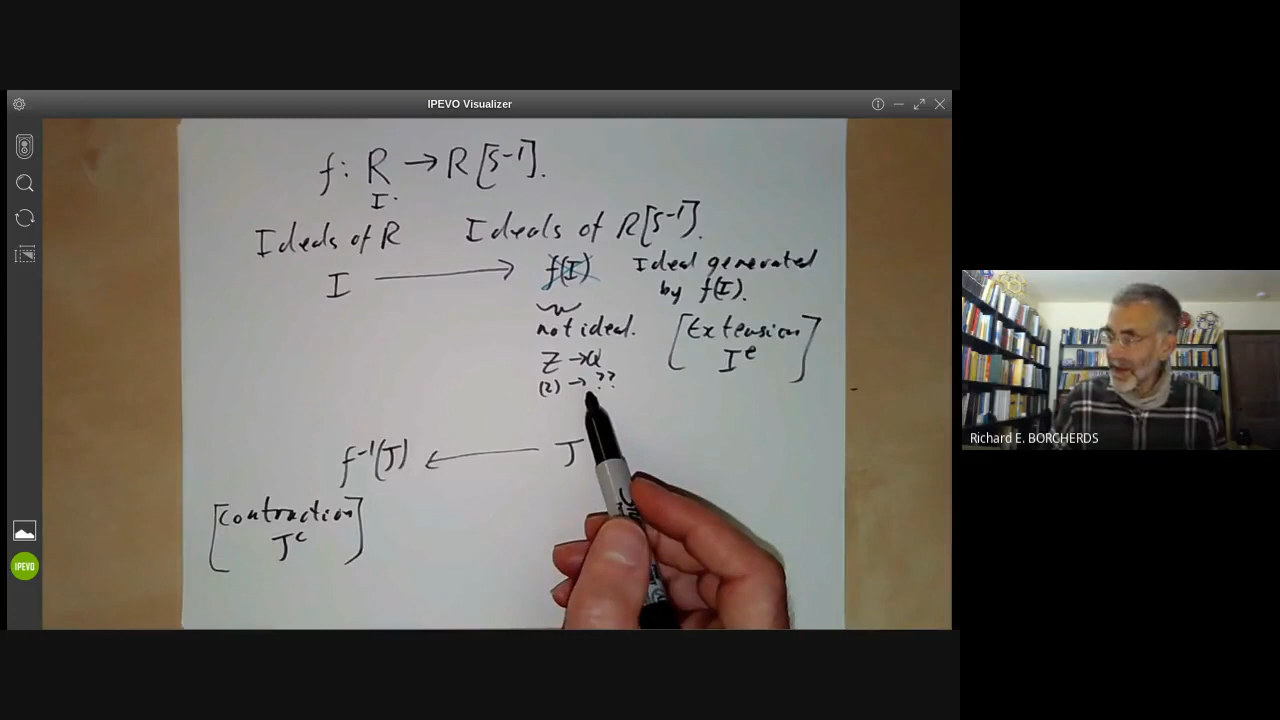 IPEVO Visualizer
f: R → R[S⁻¹].
I.
Ideals of R Ideals of R[S⁻¹].
I → f(I) Ideal generated
by f(I).
not ideal. [Extension
Iᵉ]
Z → Q
(2) → ??
f⁻¹(J) ← J
[Contraction
Jᶜ]
IPEVO
Richard E. BORCHERDS